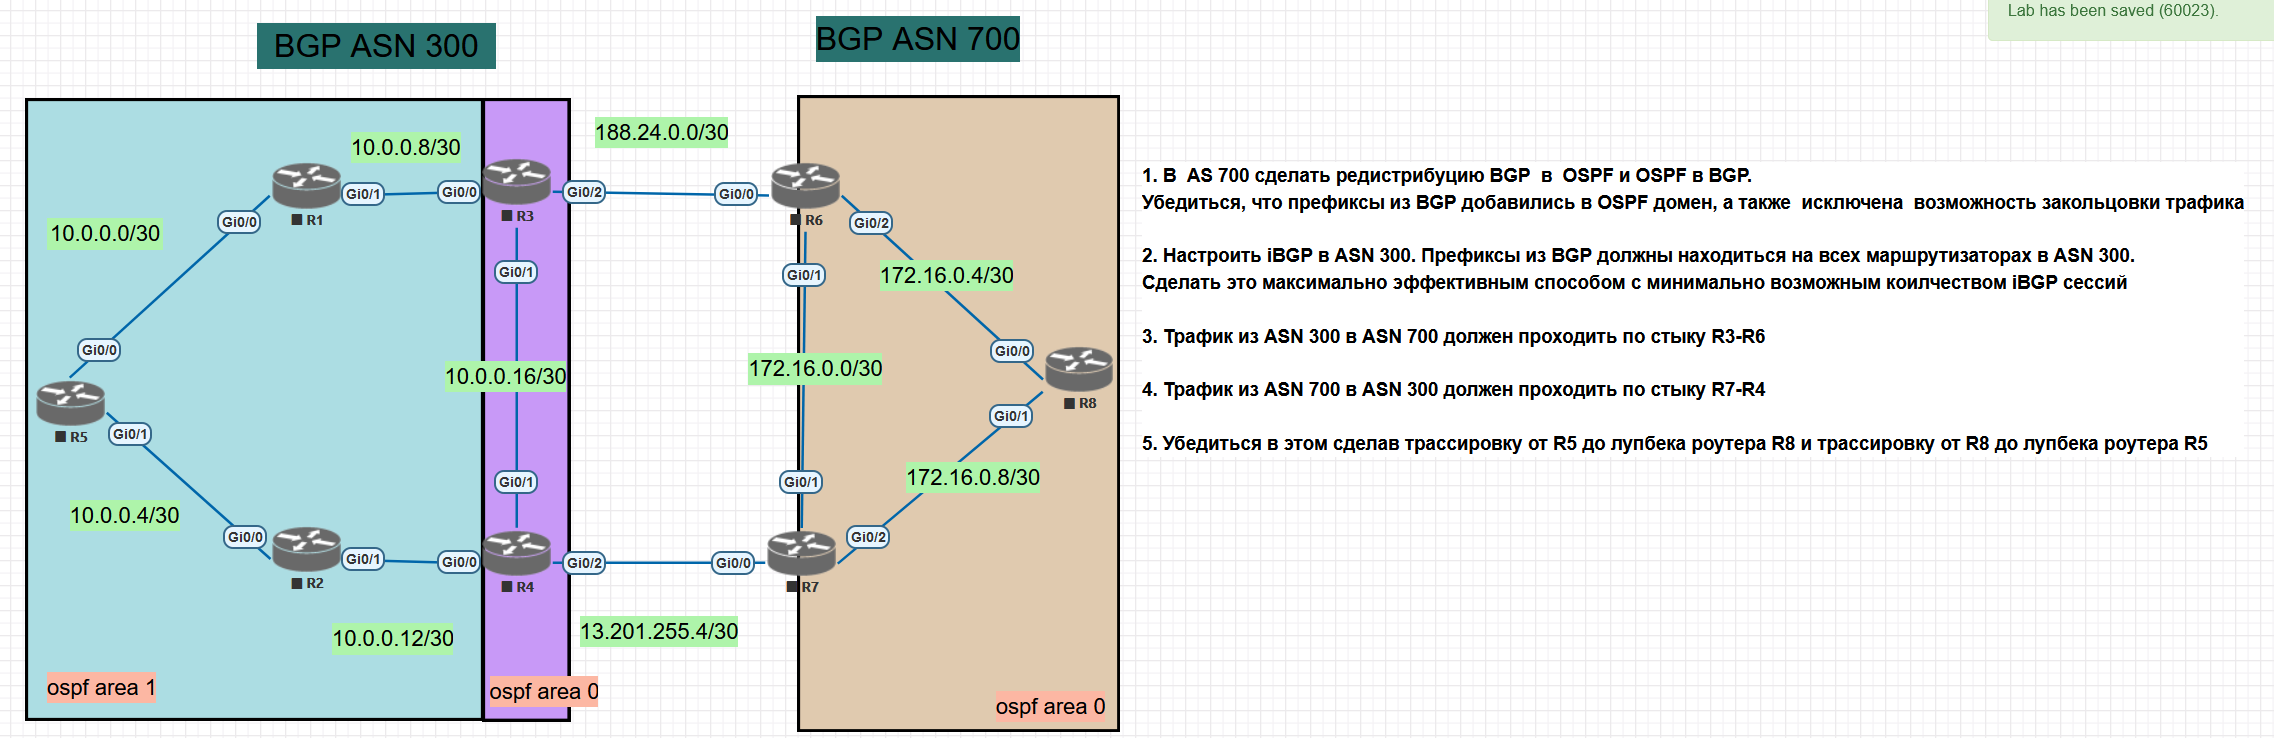 Lab has been saved (60023).
BGP ASN 300
BGP ASN 700
188.24.0.0/30
10.0.0.8/30
Gi0/1
Gi0/0
Gi0/2
Gi0/0
R1
R3
R6
Gi0/0
Gi0/2
10.0.0.0/30
Gi0/1
Gi0/1
172.16.0.4/30
Gi0/0
Gi0/0
10.0.0.16/30
172.16.0.0/30
R8
Gi0/1
R5
Gi0/1
172.16.0.8/30
Gi0/1
Gi0/1
10.0.0.4/30
Gi0/0
Gi0/2
Gi0/1
Gi0/0
Gi0/2
Gi0/0
R2
R4
R7
10.0.0.12/30
13.201.255.4/30
ospf area 1
ospf area 0
ospf area 0
1. В AS 700 сделать редистрибуцию BGP в OSPF и OSPF в BGP.
Убедиться, что префиксы из BGP добавились в OSPF домен, а также исключена возможность закольцовки трафика
2. Настроить iBGP в ASN 300. Префиксы из BGP должны находиться на всех маршрутизаторах в ASN 300.
Сделать это максимально эффективным способом с минимально возможным коилчеством iBGP сессий
3. Трафик из ASN 300 в ASN 700 должен проходить по стыку R3-R6
4. Трафик из ASN 700 в ASN 300 должен проходить по стыку R7-R4
5. Убедиться в этом сделав трассировку от R5 до лупбека роутера R8 и трассировку от R8 до лупбека роутера R5